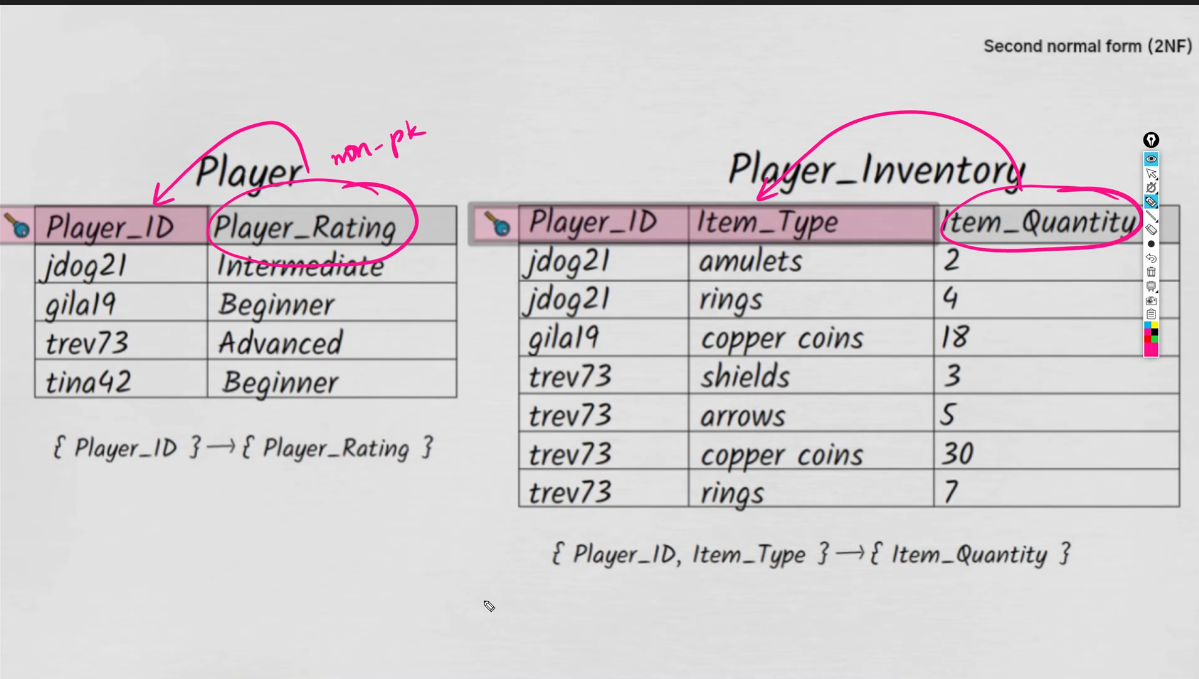 Second normal form (2NF)
non-pk
Player
Player_ID Player_Rating
jdog21 Intermediate
gila19 Beginner
trev73 Advanced
tina42 Beginner
{ Player_ID } → { Player_Rating }
Player_Inventory
Player_ID Item_Type Item_Quantity
jdog21 amulets 2
jdog21 rings 4
gila19 copper coins 18
trev73 shields 3
trev73 arrows 5
trev73 copper coins 30
trev73 rings 7
{ Player_ID, Item_Type } → { Item_Quantity }